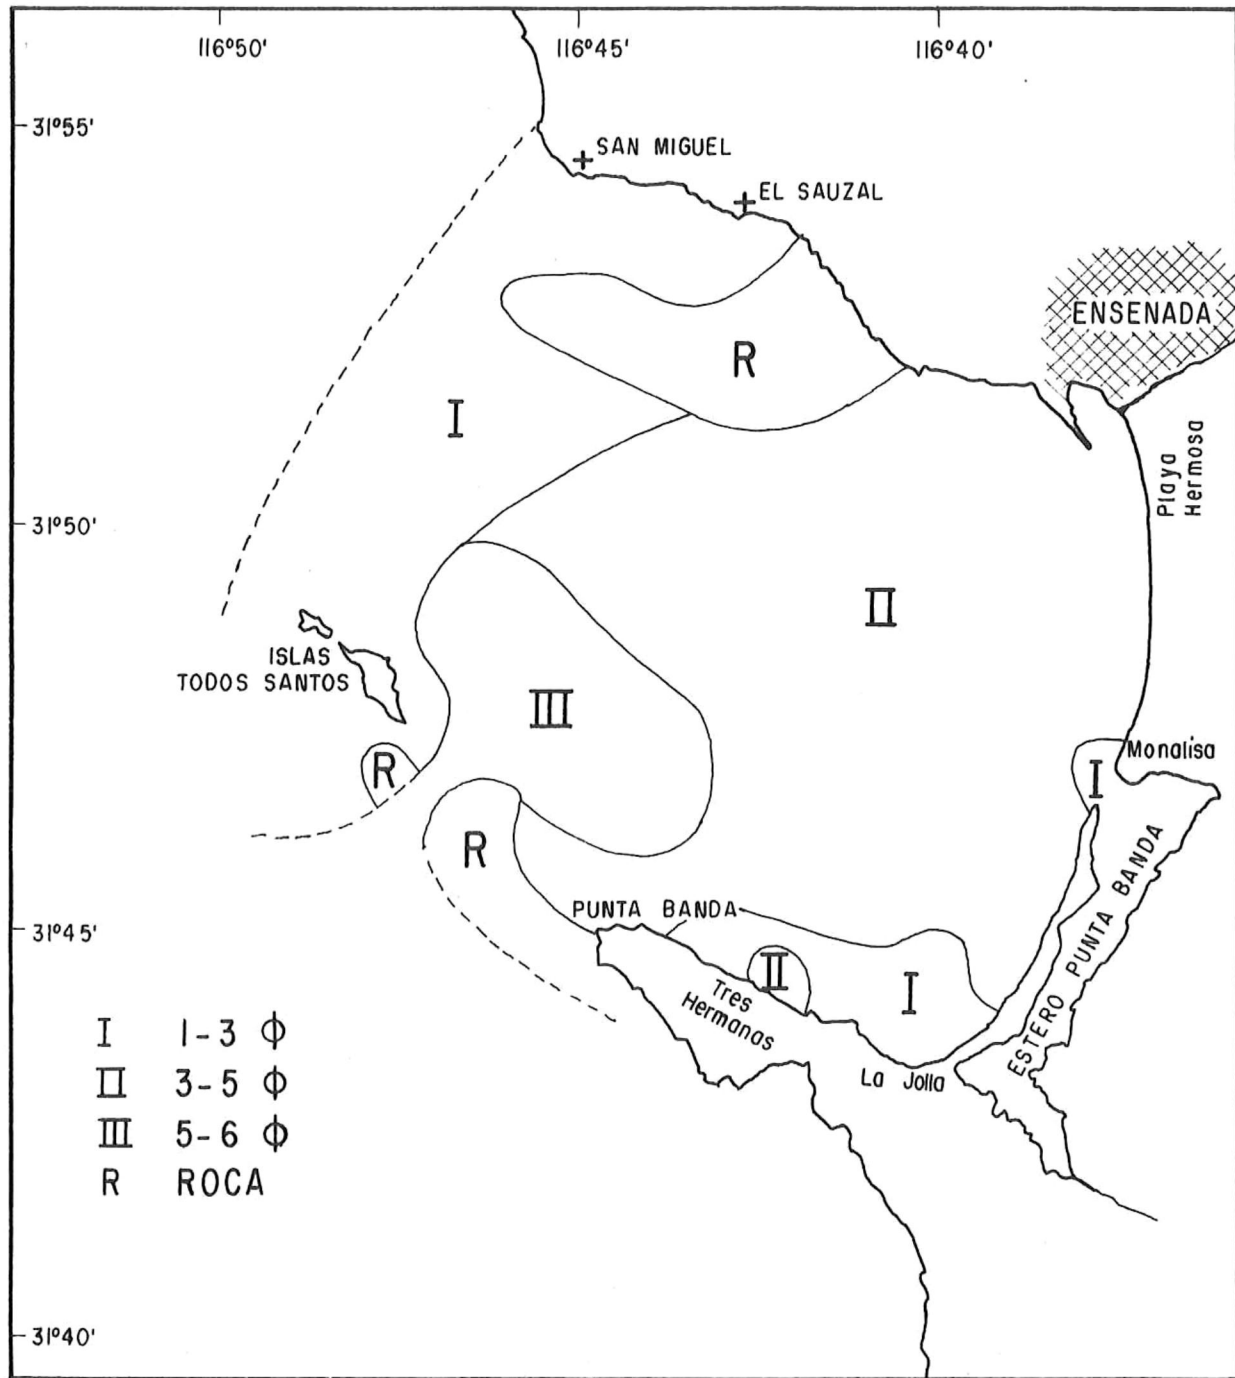 116°50'
116°45'
116°40'
31°55'
SAN MIGUEL
EL SAUZAL
ENSENADA
R
I
Playa
Hermosa
31°50'
II
ISLAS
TODOS SANTOS
III
Monalisa
R
I
R
ESTERO PUNTA BANDA
PUNTA BANDA
31°45'
II
I
Tres
Hermanas
La Jolla
I 1-3 ϕ
II 3-5 ϕ
III 5-6 ϕ
R ROCA
31°40'